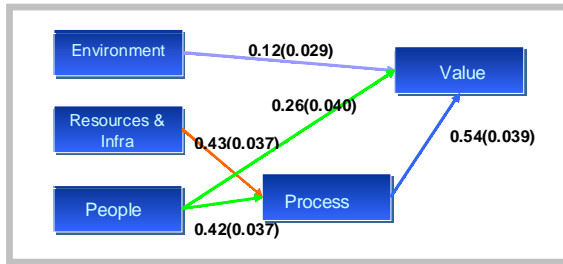 Environment
0.12(0.029)
Value
0.26(0.040)
Resources &
Infra
0.43(0.037)
0.54(0.039)
People
Process
0.42(0.037)